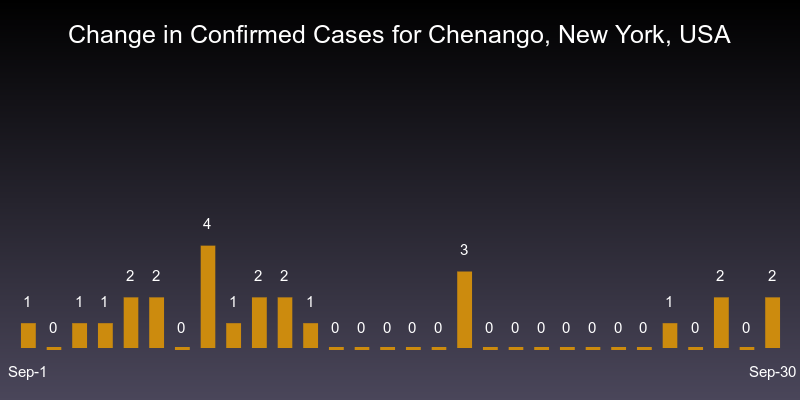 Change in Confirmed Cases for Chenango, New York, USA
4
3
2 2 2 2 2 2
1 1 1 1 1 1
0 0 0 0 0 0 0 0 0 0 0 0 0 0 0 0
Sep-1 Sep-30